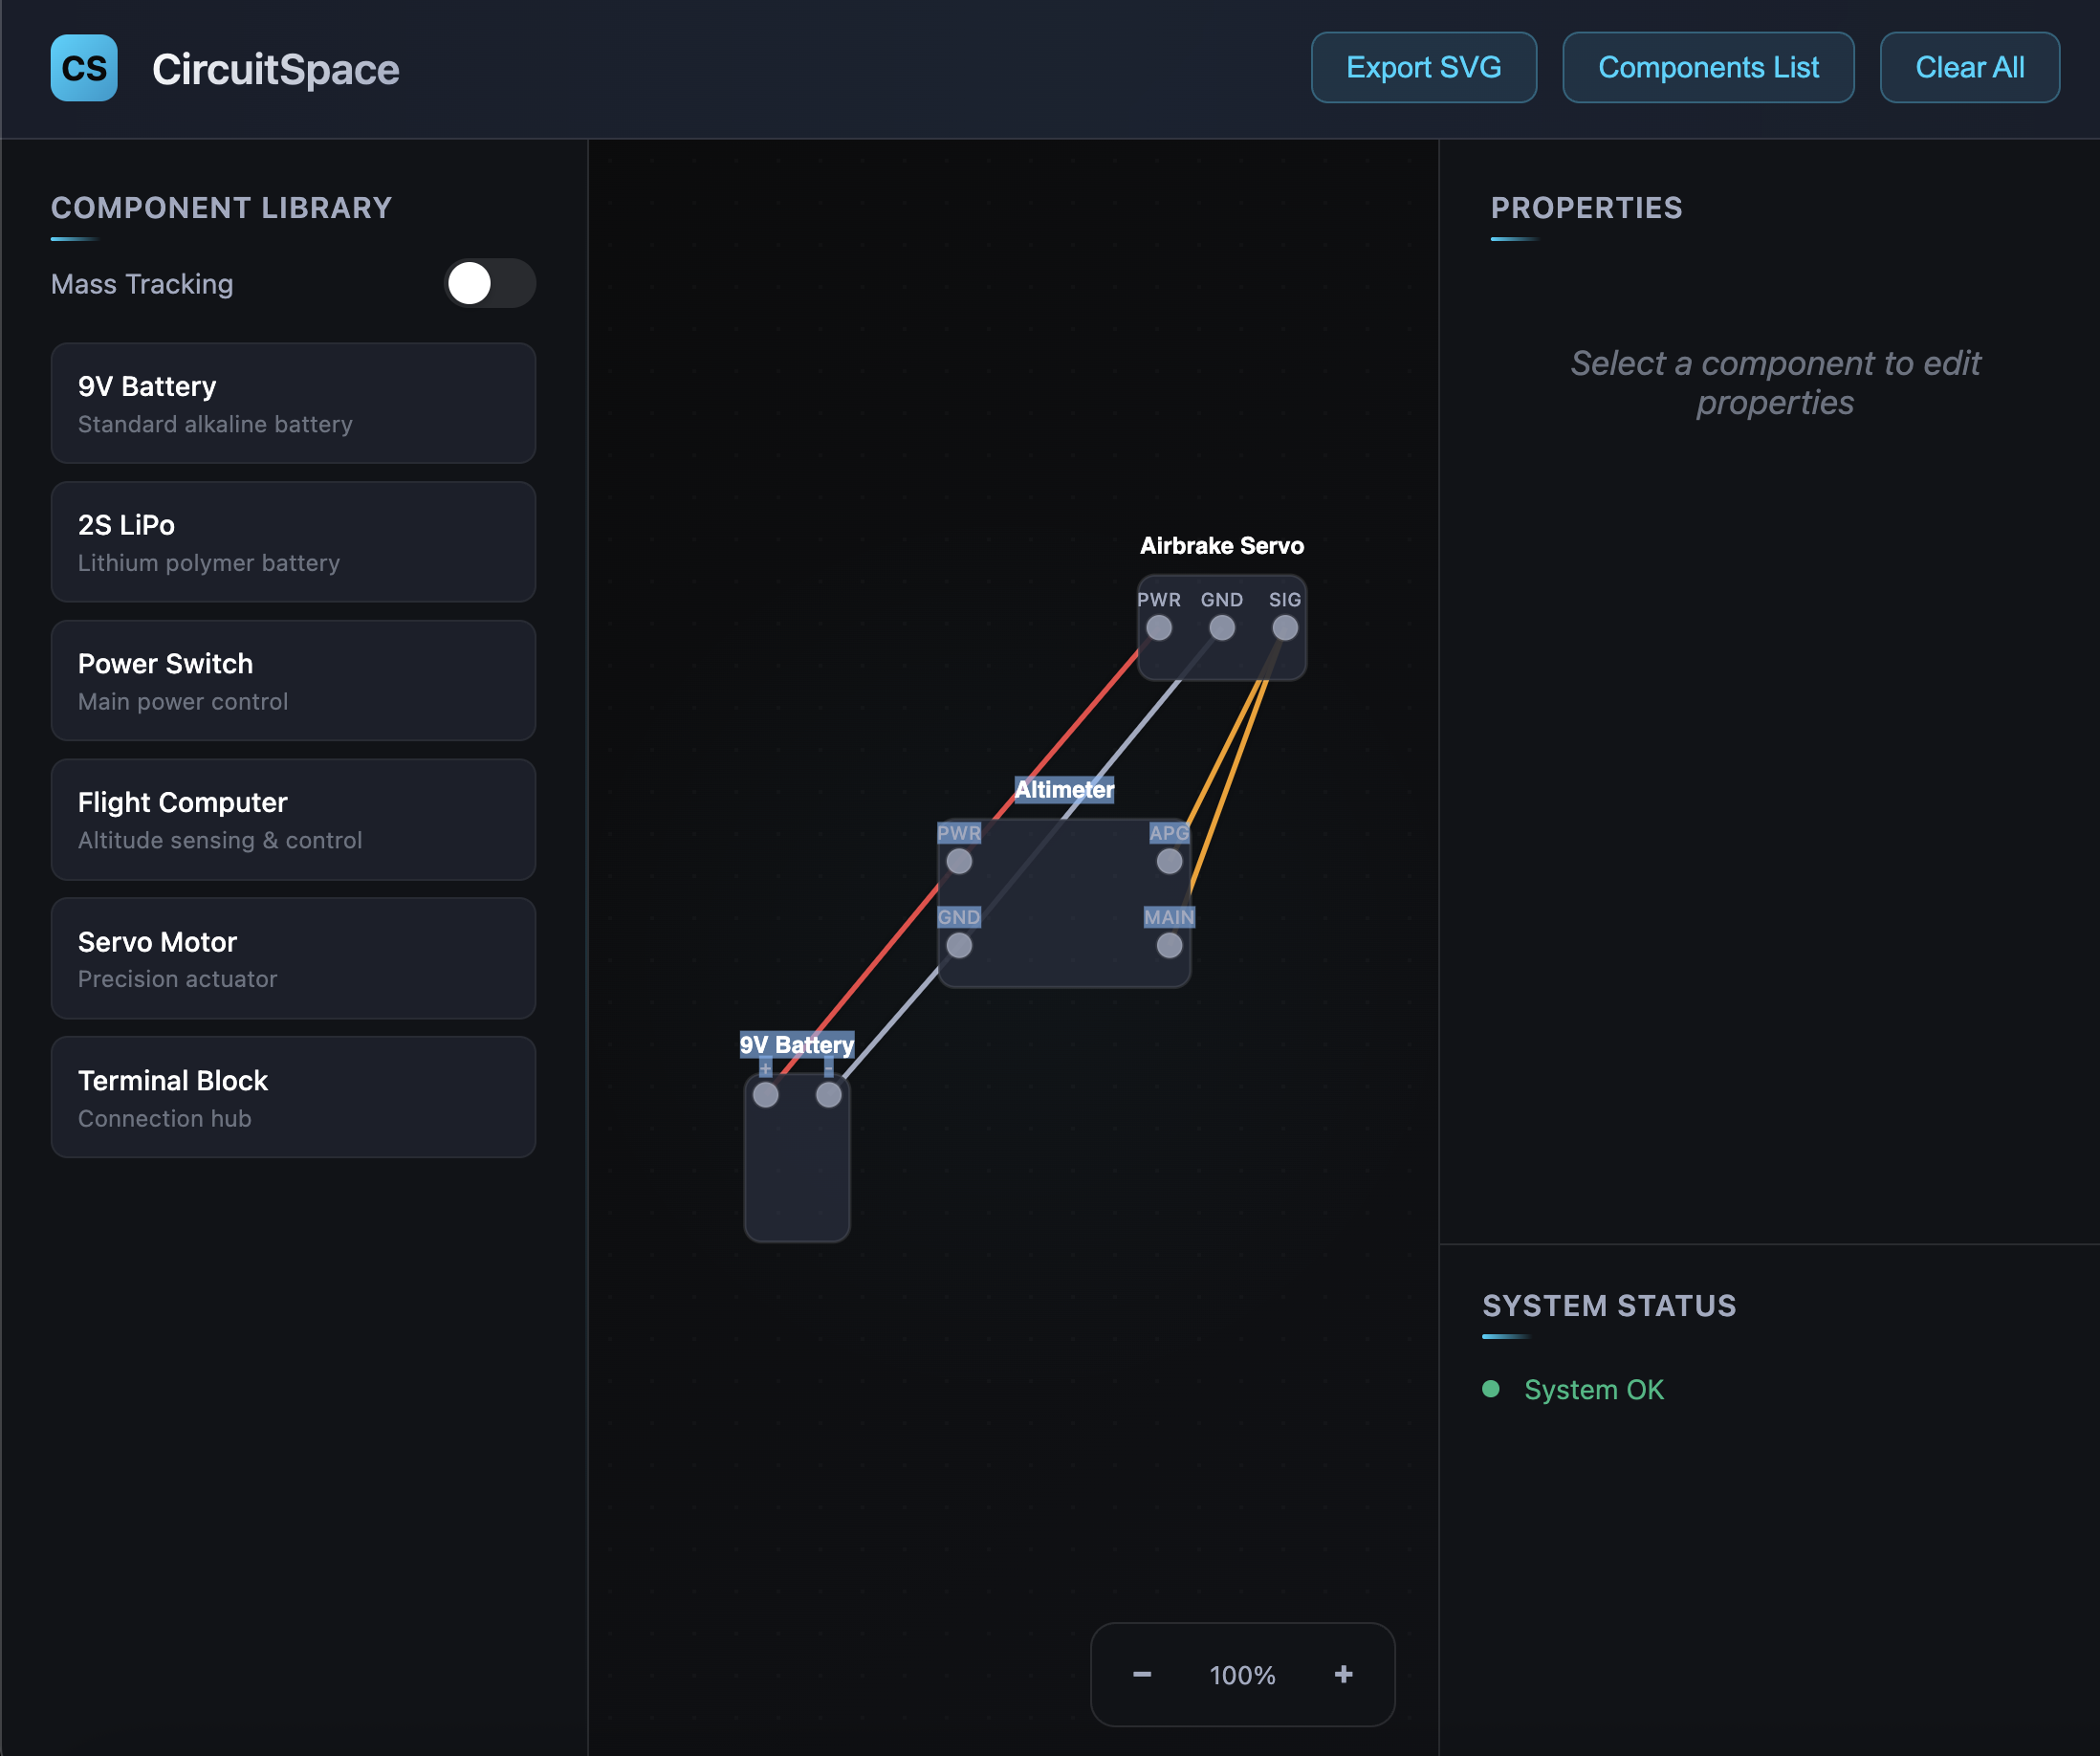 CS
CircuitSpace
Export SVG
Components List
Clear All
COMPONENT LIBRARY
Mass Tracking
9V Battery
Standard alkaline battery
2S LiPo
Lithium polymer battery
Power Switch
Main power control
Flight Computer
Altitude sensing & control
Servo Motor
Precision actuator
Terminal Block
Connection hub
Airbrake Servo
PWR GND SIG
Altimeter
PWR APG
GND MAIN
9V Battery
+ -
− 100% +
PROPERTIES
Select a component to edit
properties
SYSTEM STATUS
System OK